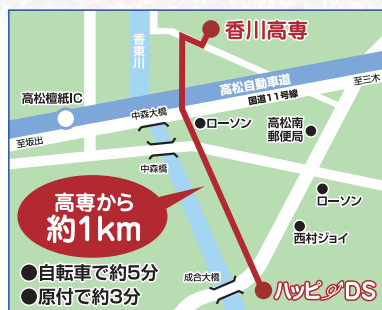 香川高専
香東川
高松自動車道
至三木
高松檀紙IC
国道11号線
中森大橋
ローソン
高松南
郵便局
至坂出
中森橋
高専から
約1km
ローソン
西村ジョイ
●自転車で約5分
成合大橋
●原付で約3分
ハッピーDS